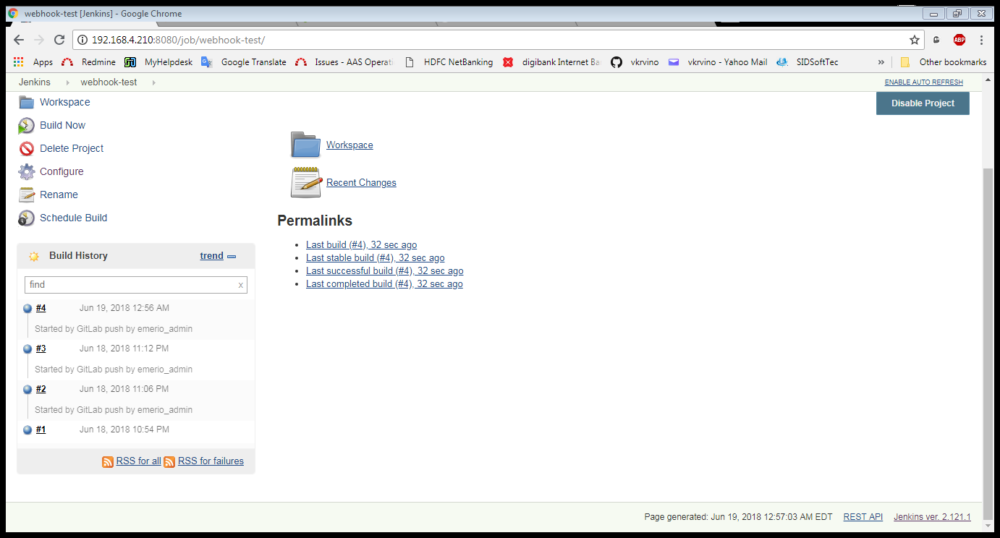 webhook-test [Jenkins] - Google Chrome
192.168.4.210:8080/job/webhook-test/
ABP
Apps Redmine MyHelpdesk Google Translate Issues - AAS Operati HDFC NetBanking digibank Internet Ba vkrvino vkrvino - Yahoo Mail SIDSoftTec » Other bookmarks
Jenkins webhook-test ENABLE AUTO REFRESH
Disable Project
Workspace
Build Now
Delete Project
Configure
Rename
Schedule Build
Build History trend
find x
#4 Jun 19, 2018 12:56 AM
Started by GitLab push by emerio_admin
#3 Jun 18, 2018 11:12 PM
Started by GitLab push by emerio_admin
#2 Jun 18, 2018 11:06 PM
Started by GitLab push by emerio_admin
#1 Jun 18, 2018 10:54 PM
RSS for all RSS for failures
Workspace
Recent Changes
Permalinks
Last build (#4), 32 sec ago
Last stable build (#4), 32 sec ago
Last successful build (#4), 32 sec ago
Last completed build (#4), 32 sec ago
Page generated: Jun 19, 2018 12:57:03 AM EDT REST API Jenkins ver. 2.121.1